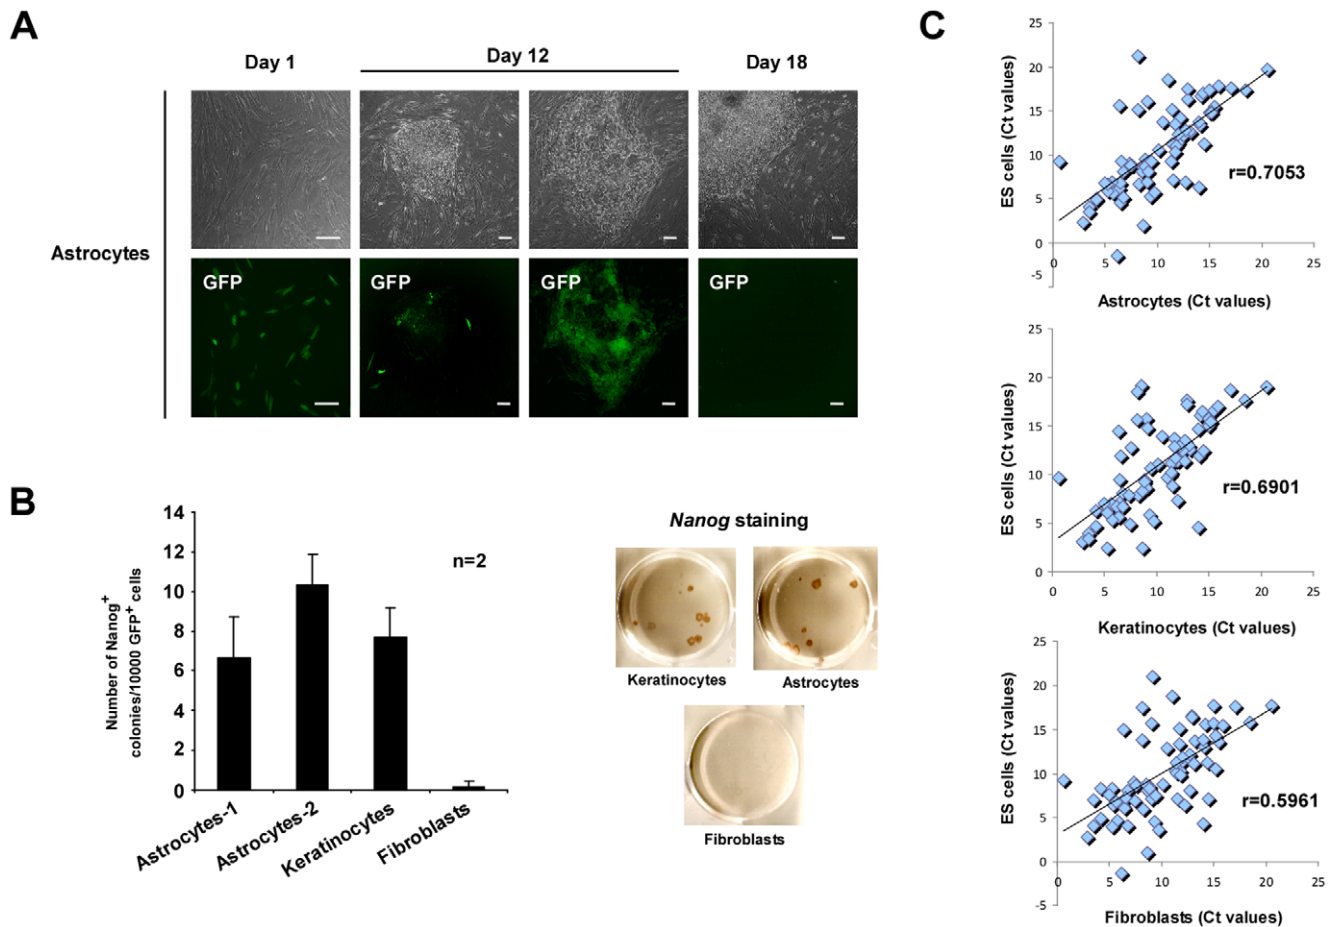 A
Day 1
Day 12
Day 18
Astrocytes
GFP
GFP
GFP
GFP
B
14
12
10
8
6
4
2
0
Number of Nanog+
colonies/10000 GFP+ cells
n=2
Astrocytes-1
Astrocytes-2
Keratinocytes
Fibroblasts
Nanog staining
Keratinocytes
Astrocytes
Fibroblasts
C
25
20
15
10
5
0
-5
ES cells (Ct values)
r=0.7053
0 5 10 15 20 25
Astrocytes (Ct values)
25
20
15
10
5
0
ES cells (Ct values)
r=0.6901
0 5 10 15 20 25
Keratinocytes (Ct values)
25
20
15
10
5
0
-5
ES cells (Ct values)
r=0.5961
0 5 10 15 20 25
Fibroblasts (Ct values)